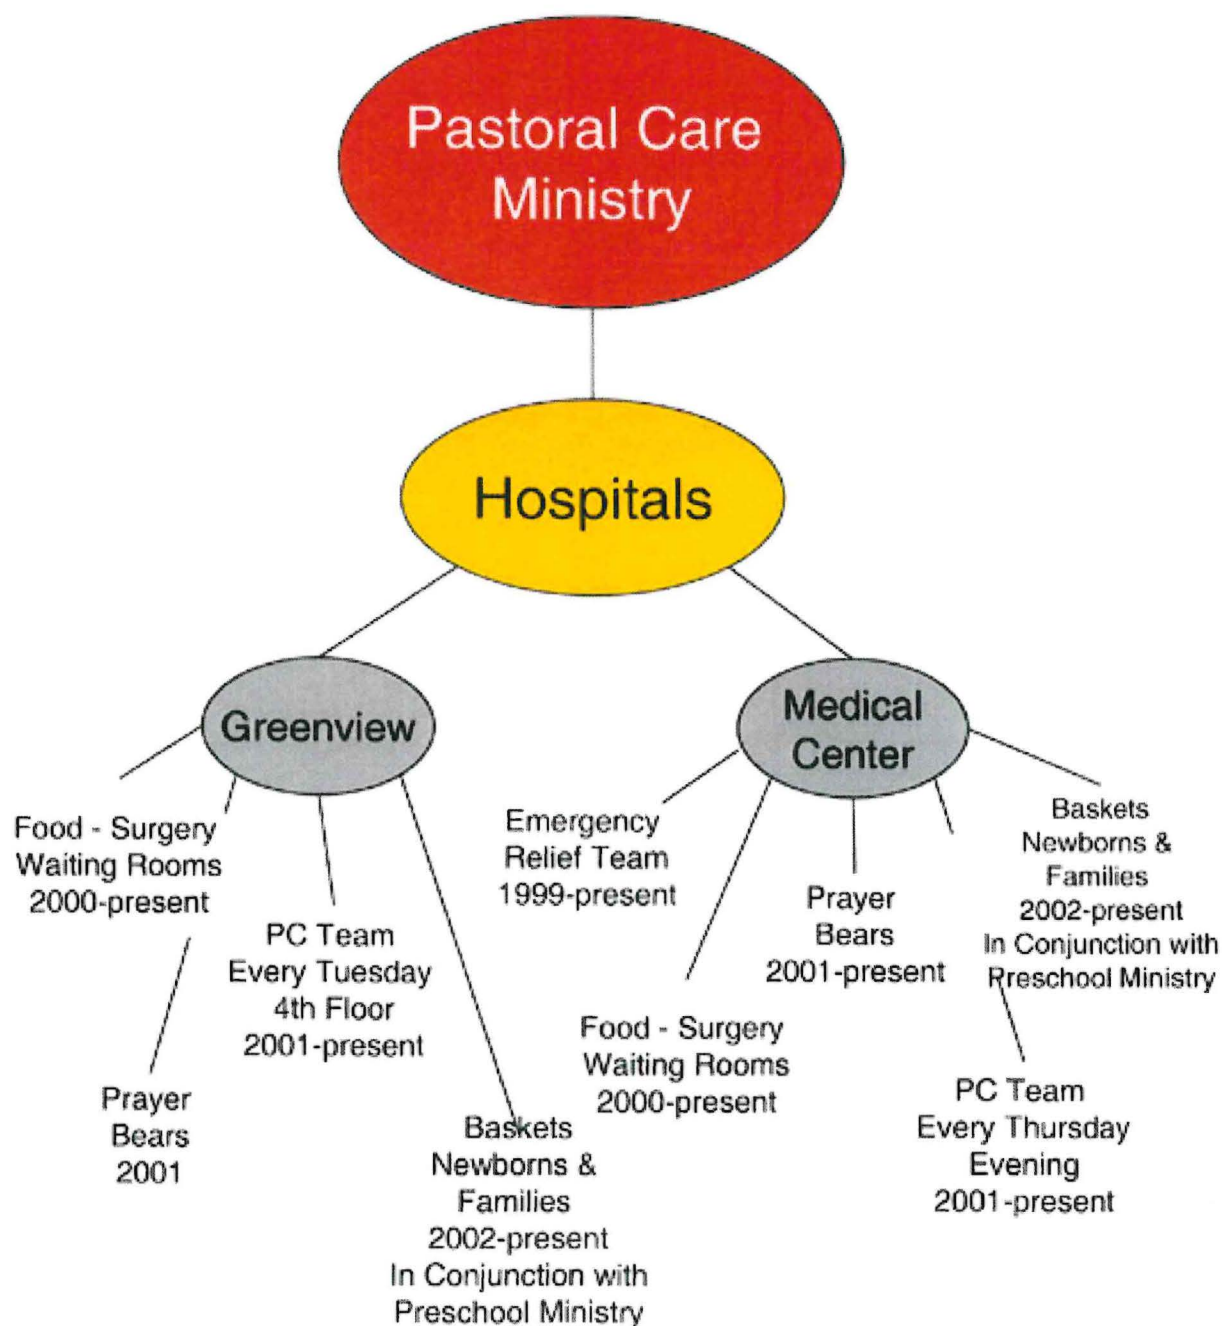 Pastoral Care
Ministry
Hospitals
Greenview
Food - Surgery
Waiting Rooms
2000-present
Prayer
Bears
2001
PC Team
Every Tuesday
4th Floor
2001-present
Baskets
Newborns &
Families
2002-present
In Conjunction with
Preschool Ministry
Medical
Center
Emergency
Relief Team
1999-present
Food - Surgery
Waiting Rooms
2000-present
Prayer
Bears
2001-present
PC Team
Every Thursday
Evening
2001-present
Baskets
Newborns &
Families
2002-present
In Conjunction with
Preschool Ministry